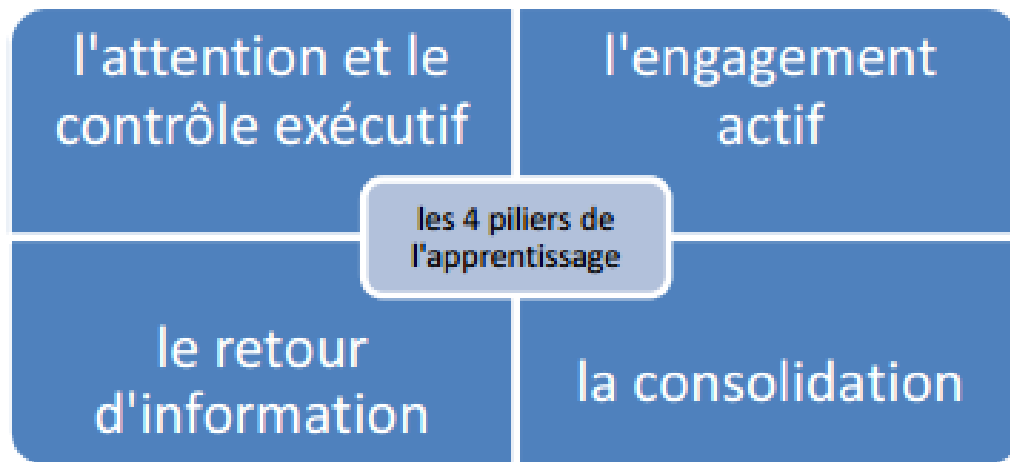 l'attention et le
contrôle exécutif
l'engagement
actif
les 4 piliers de
l'apprentissage
le retour
d'information
la consolidation